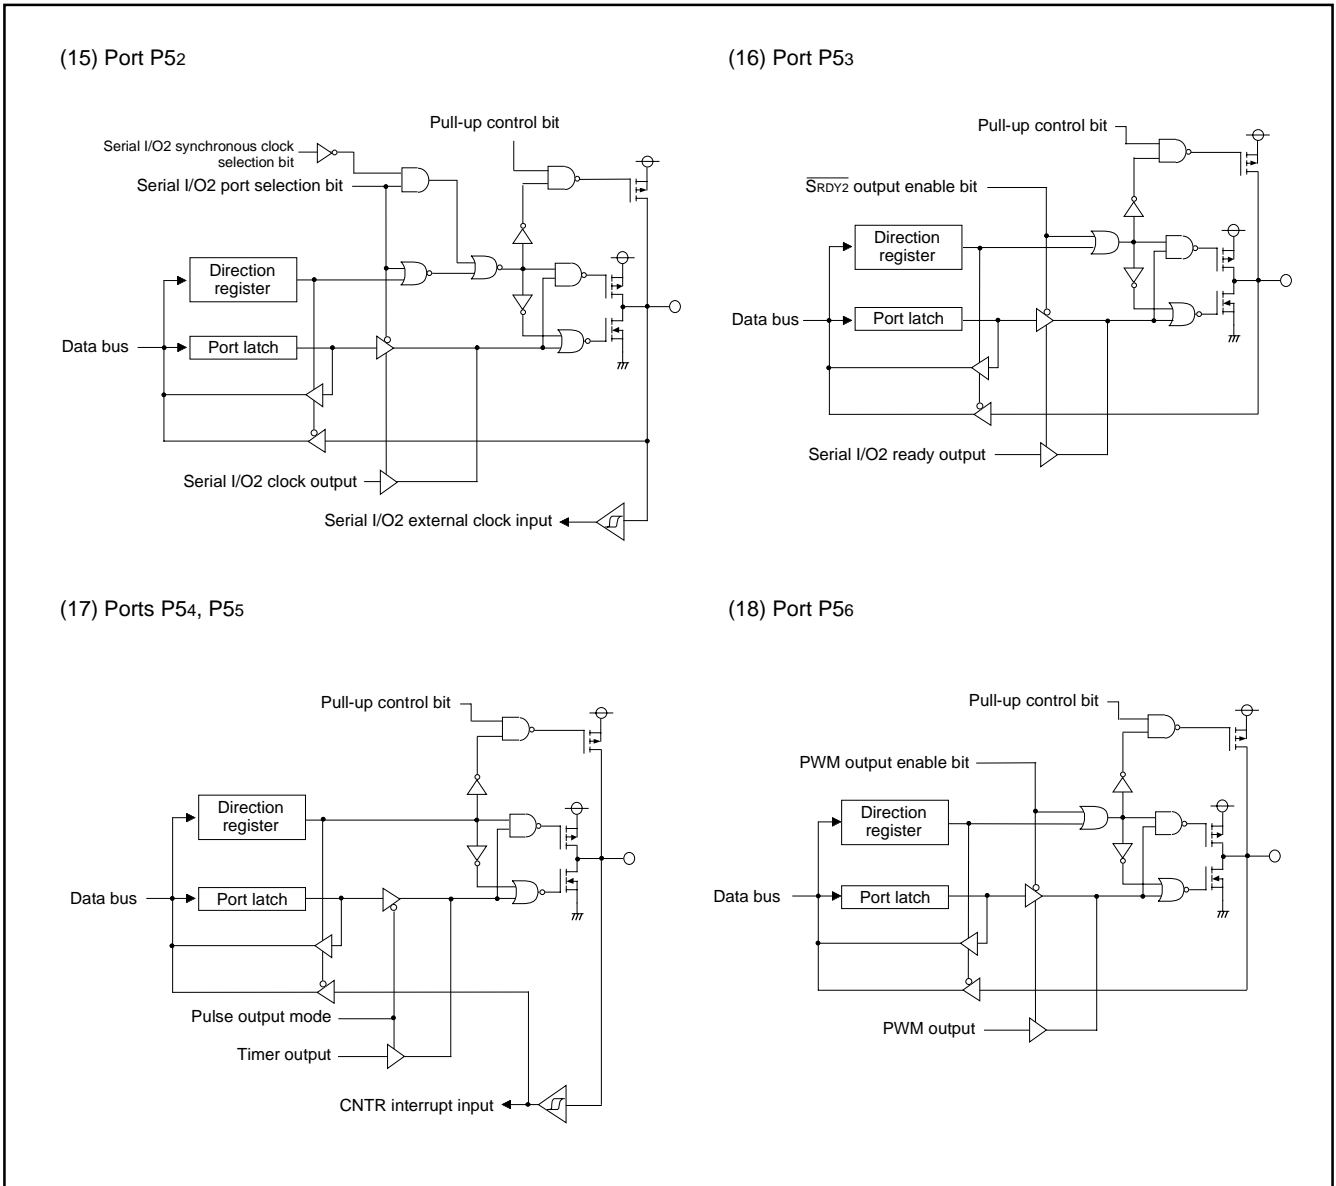 (15) Port P52
Pull-up control bit
Serial I/O2 synchronous clock
selection bit
Serial I/O2 port selection bit
Direction
register
Data bus
Port latch
Serial I/O2 clock output
Serial I/O2 external clock input
(16) Port P53
Pull-up control bit
SRDY2 output enable bit
Direction
register
Data bus
Port latch
Serial I/O2 ready output
(17) Ports P54, P55
Pull-up control bit
Direction
register
Data bus
Port latch
Pulse output mode
Timer output
CNTR interrupt input
(18) Port P56
Pull-up control bit
PWM output enable bit
Direction
register
Data bus
Port latch
PWM output